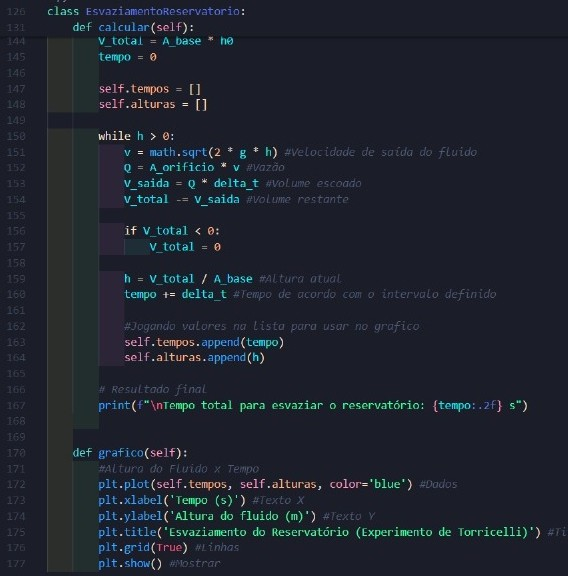 126 class EsvaziamentoReservatorio:
131 def calcular(self):
144 V_total = A_base * h0
145 tempo = 0
146
147 self.tempos = []
148 self.alturas = []
149
150 while h > 0:
151 v = math.sqrt(2 * g * h) #Velocidade de saída do fluido
152 Q = A_orificio * v #Vazão
153 V_saida = Q * delta_t #Volume escoado
154 V_total -= V_saida #Volume restante
155
156 if V_total < 0:
157 V_total = 0
158
159 h = V_total / A_base #Altura atual
160 tempo += delta_t #Tempo de acordo com o intervalo definido
161
162 #Jogando valores na lista para usar no grafico
163 self.tempos.append(tempo)
164 self.alturas.append(h)
165
166 # Resultado final
167 print(f"\nTempo total para esvaziar o reservatório: {tempo:.2f} s")
168
169
170 def grafico(self):
171 #Altura do Fluido x Tempo
172 plt.plot(self.tempos, self.alturas, color='blue') #Dados
173 plt.xlabel('Tempo (s)') #Texto X
174 plt.ylabel('Altura do fluido (m)') #Texto Y
175 plt.title('Esvaziamento do Reservatório (Experimento de Torricelli)') #Ti
176 plt.grid(True) #Linhas
177 plt.show() #Mostrar